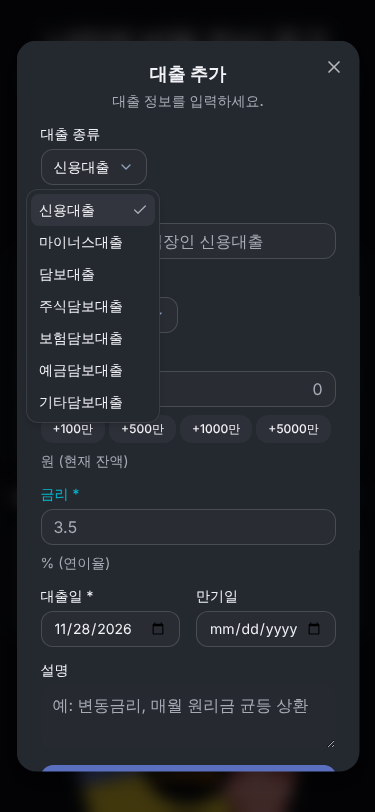 대출 추가
대출 정보를 입력하세요.
대출 종류
신용대출
신용대출
마이너스대출
담보대출
주식담보대출
보험담보대출
예금담보대출
기타담보대출
장인 신용대출
0
+100만 +500만 +1000만 +5000만
원 (현재 잔액)
금리 *
3.5
% (연이율)
대출일 * 만기일
11/28/2026 mm/dd/yyyy
설명
예: 변동금리, 매월 원리금 균등 상환